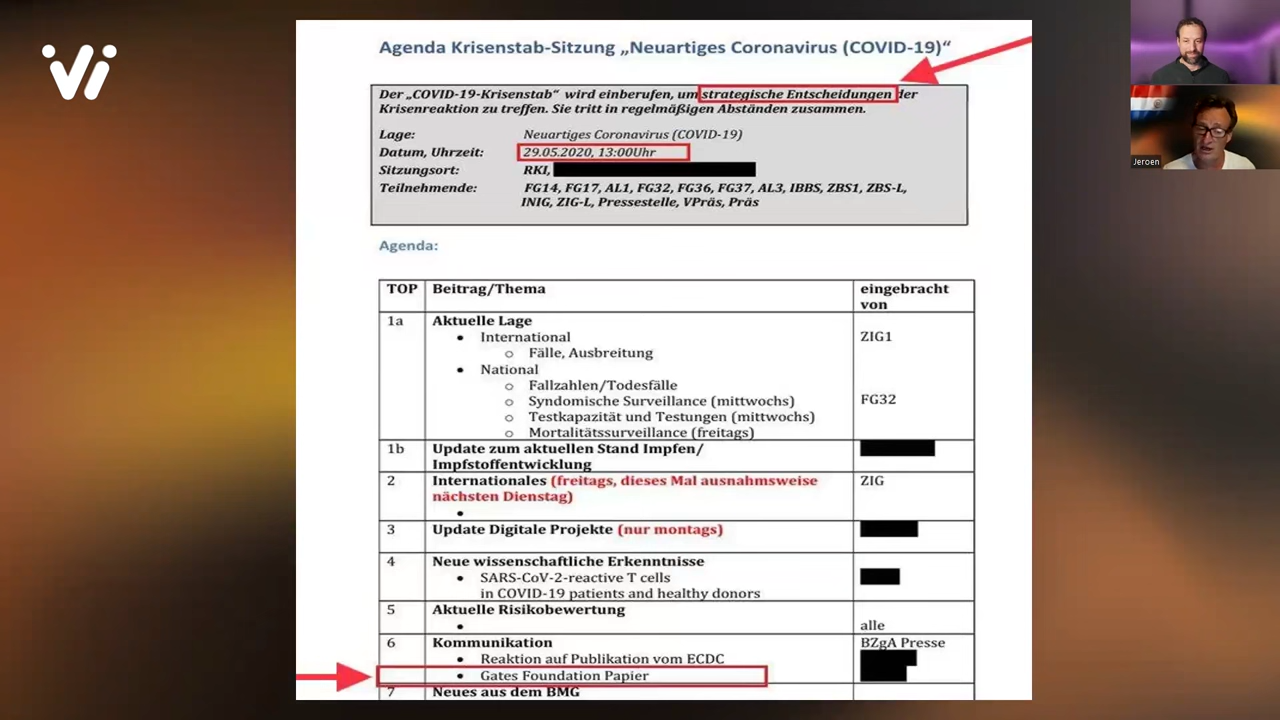 Vi
Agenda Krisenstab-Sitzung „Neuartiges Coronavirus (COVID-19)“
Der „COVID-19-Krisenstab“ wird einberufen, um strategische Entscheidungen der
Krisenreaktion zu treffen. Sie tritt in regelmäßigen Abständen zusammen.
Lage: Neuartiges Coronavirus (COVID-19)
Datum, Uhrzeit: 29.05.2020, 13:00Uhr
Sitzungsort: RKI,
Teilnehmende: FG14, FG17, AL1, FG32, FG36, FG37, AL3, IBBS, ZBS1, ZBS-L,
INIG, ZIG-L, Pressestelle, VPräs, Präs
Agenda:
TOP Beitrag/Thema eingebracht
von
1a Aktuelle Lage
• International ZIG1
o Fälle, Ausbreitung
• National
o Fallzahlen/Todesfälle
o Syndomische Surveillance (mittwochs) FG32
o Testkapazität und Testungen (mittwochs)
o Mortalitätssurveillance (freitags)
1b Update zum aktuellen Stand Impfen/
Impfstoffentwicklung
2 Internationales (freitags, dieses Mal ausnahmsweise ZIG
nächsten Dienstag)
•
3 Update Digitale Projekte (nur montags)
4 Neue wissenschaftliche Erkenntnisse
• SARS-CoV-2-reactive T cells
in COVID-19 patients and healthy donors
5 Aktuelle Risikobewertung
• alle
6 Kommunikation BZgA Presse
• Reaktion auf Publikation vom ECDC
• Gates Foundation Papier
7 Neues aus dem BMG
Jeroen